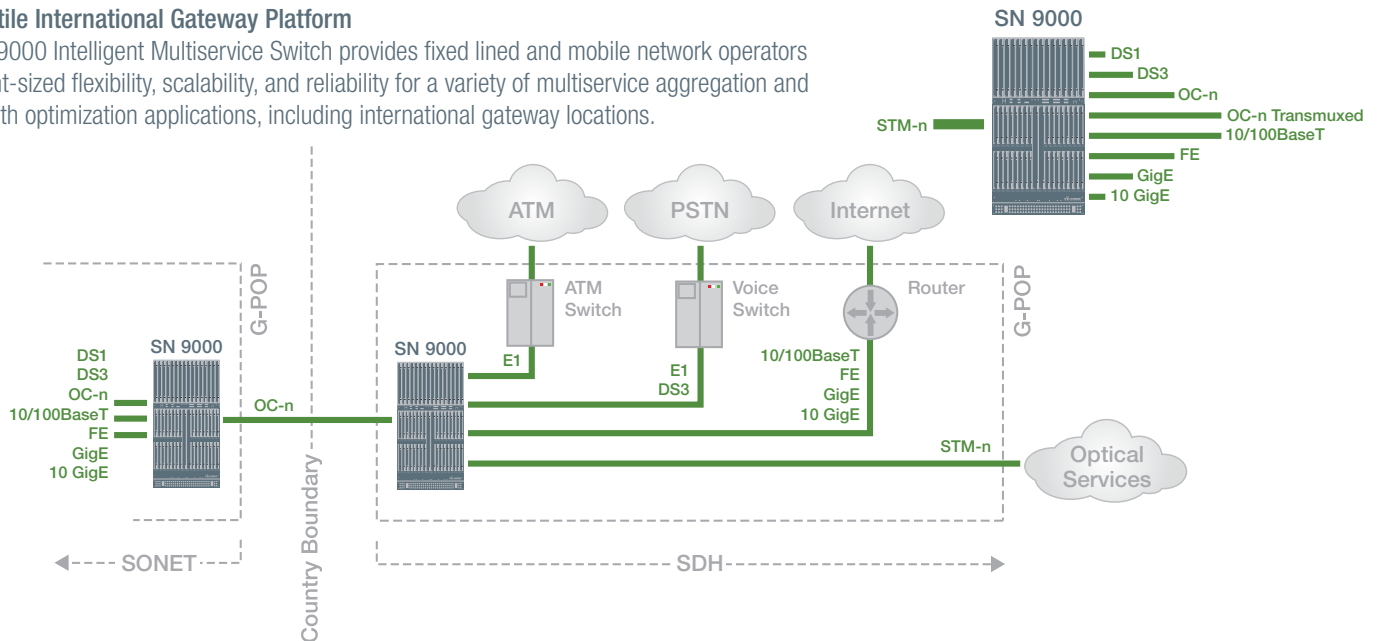 International Gateway Platform
9000 Intelligent Multiservice Switch provides fixed lined and mobile network operators
flexibility, scalability, and reliability for a variety of multiservice aggregation and
optimization applications, including international gateway locations.
SN 9000
DS1
DS3
OC-n
OC-n Transmuxed
10/100BaseT
FE
GigE
10 GigE
STM-n
ATM
PSTN
Internet
G-POP
ATM
Switch
Voice
Switch
Router
G-POP
SN 9000
DS1
DS3
OC-n
10/100BaseT
FE
GigE
10 GigE
OC-n
SN 9000
E1
E1
DS3
10/100BaseT
FE
GigE
10 GigE
STM-n
Optical
Services
Country Boundary
SONET
SDH